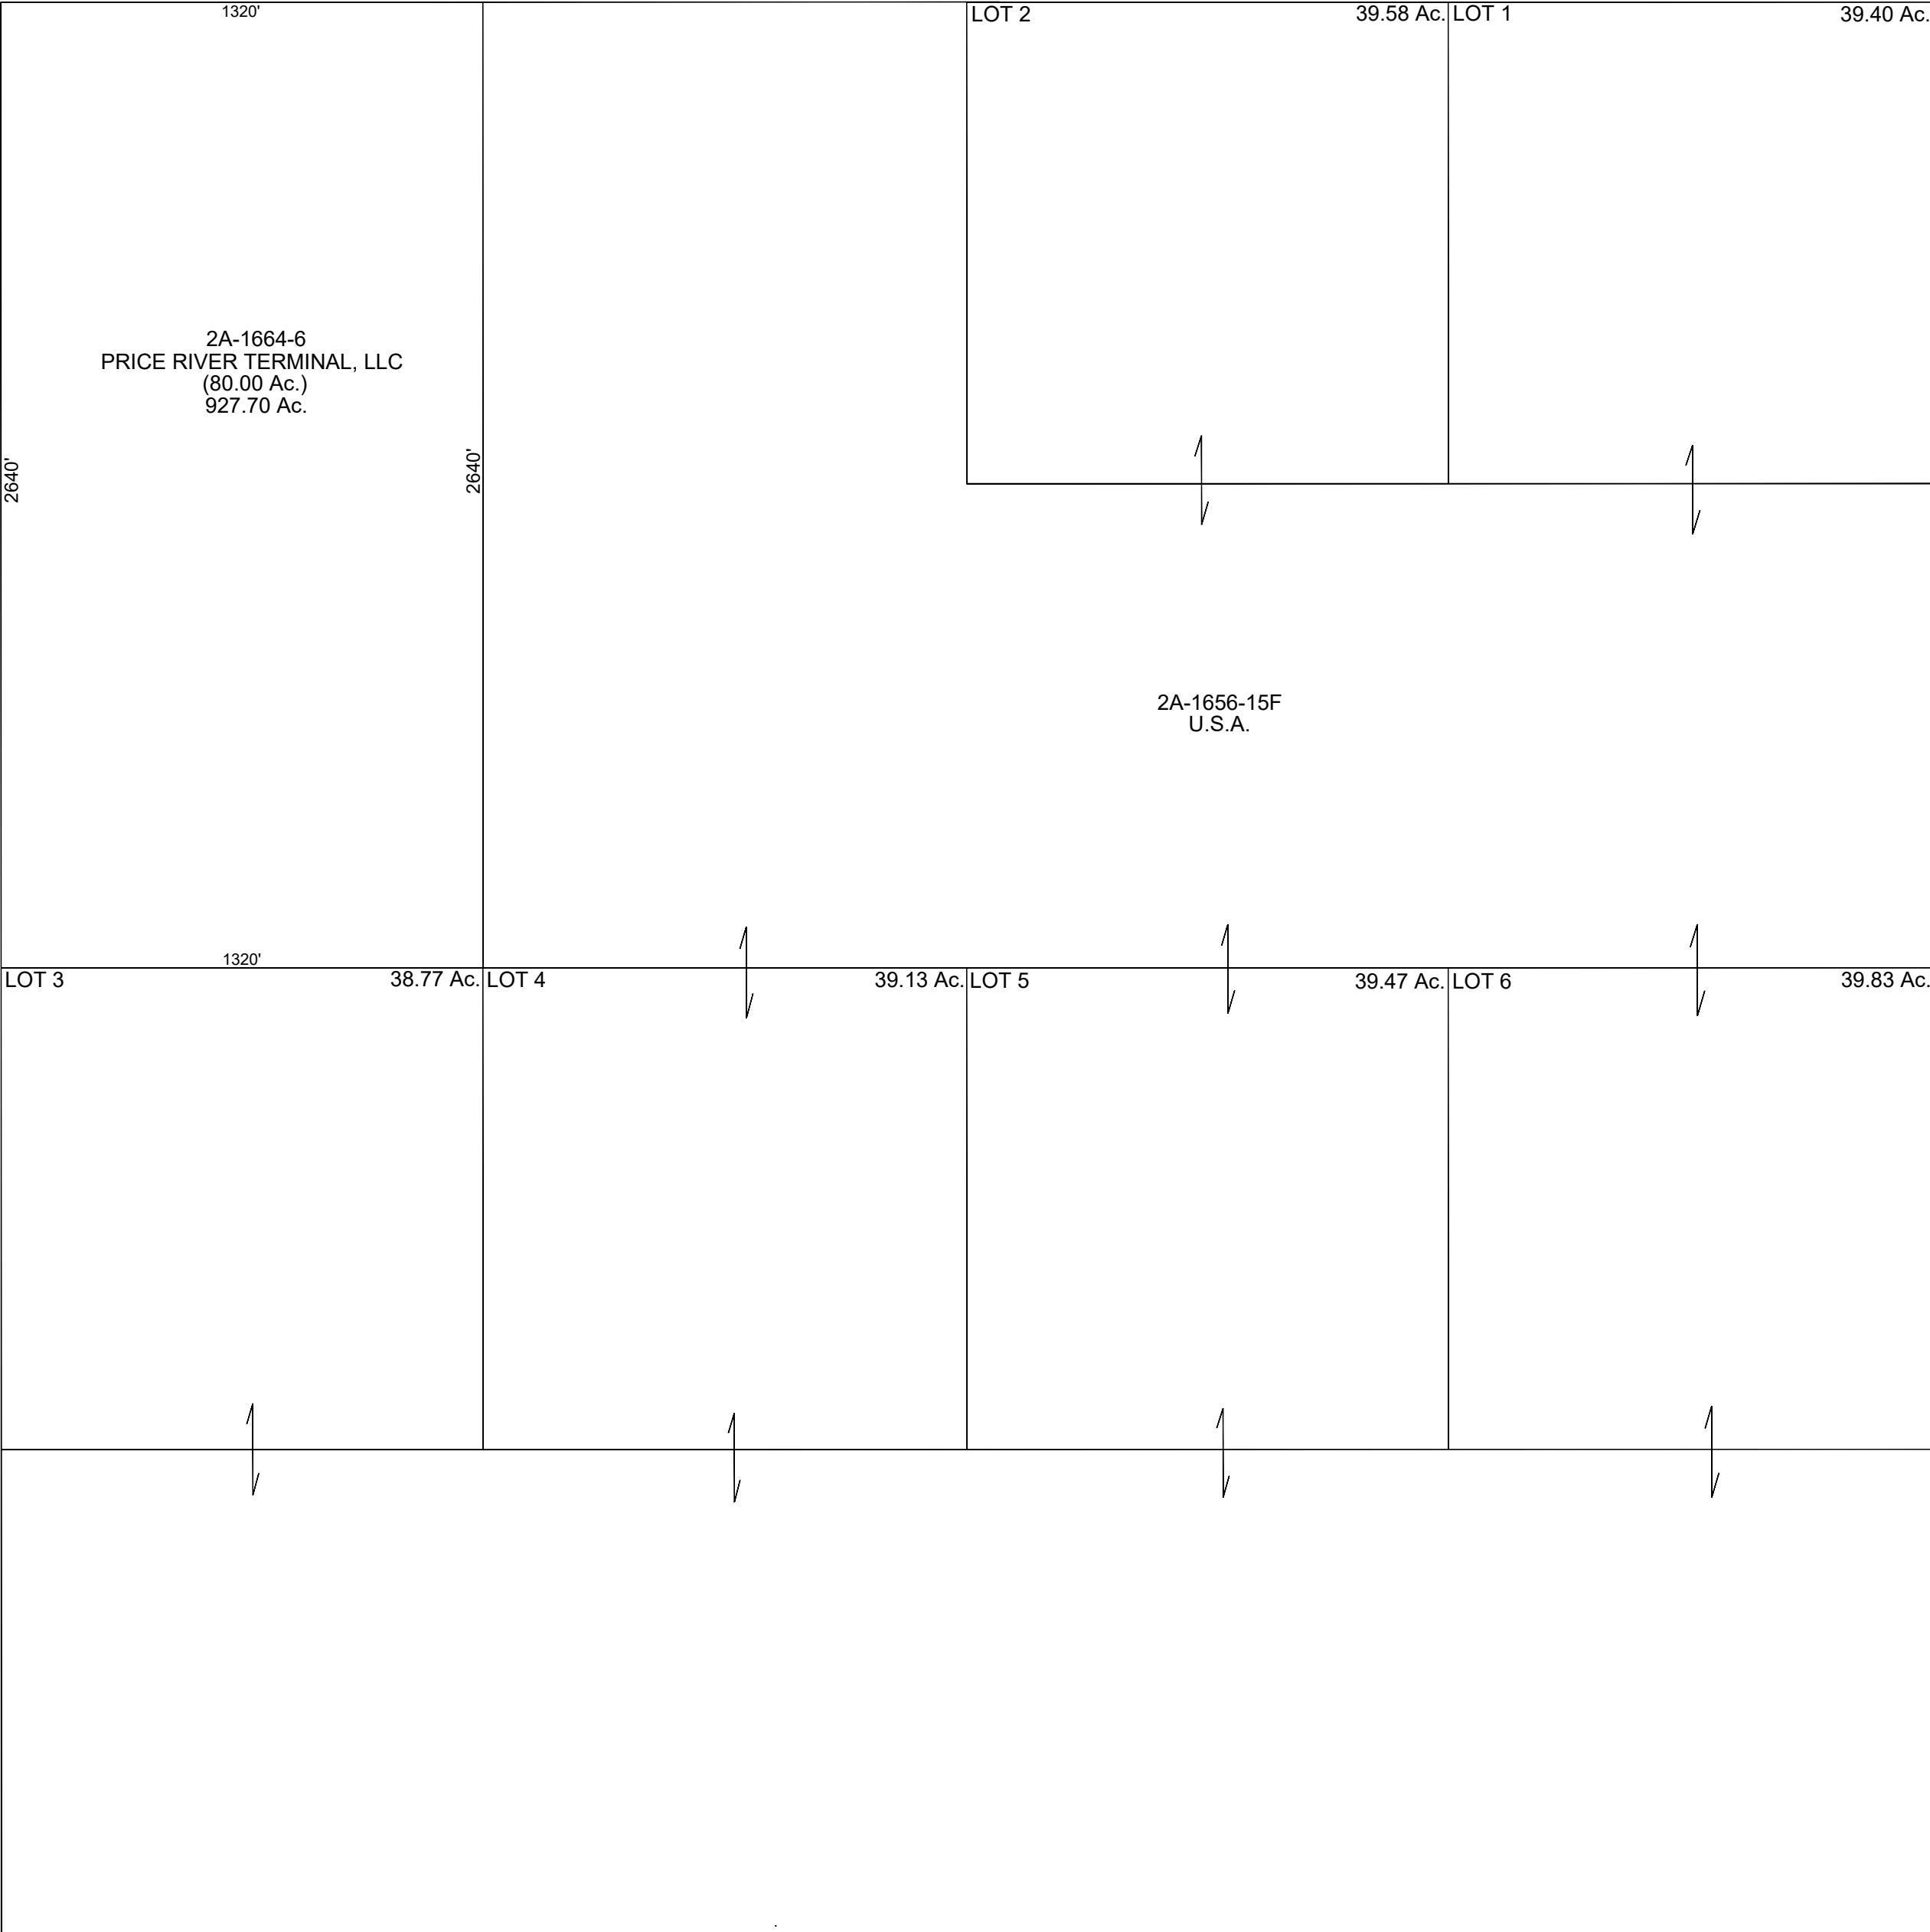 1320'
LOT 2
39.58 Ac.
LOT 1
39.40 Ac.
2A-1664-6
PRICE RIVER TERMINAL, LLC
(80.00 Ac.)
927.70 Ac.
2640'
2640'
2A-1656-15F
U.S.A.
1320'
LOT 3
38.77 Ac.
LOT 4
39.13 Ac.
LOT 5
39.47 Ac.
LOT 6
39.83 Ac.